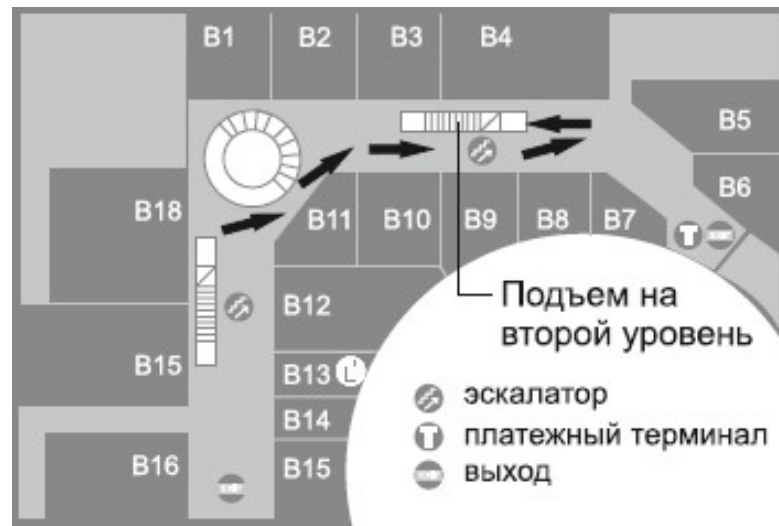 B1 B2 B3 B4
B5
B6
B18
B11 B10 B9 B8 B7
T
Подъем на
второй уровень
B12
B15
B13
эскалатор
B14
T платежный терминал
B16
B15
выход